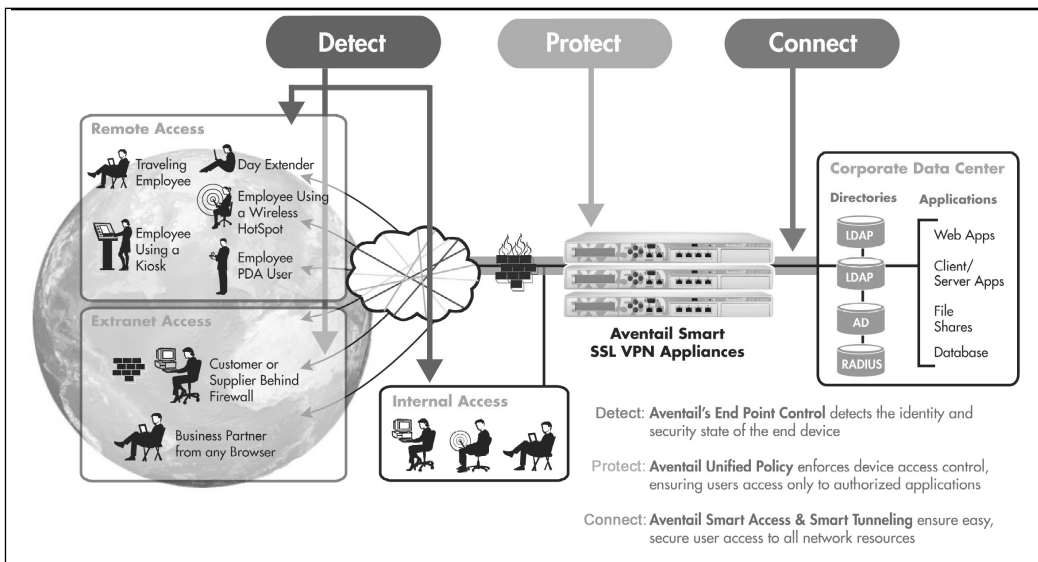 Detect
Protect
Connect
Remote Access
Traveling
Employee
Day Extender
Employee Using
a Wireless
HotSpot
Employee
Using a
Kiosk
Employee
PDA User
Extranet Access
Customer or
Supplier Behind
Firewall
Business Partner
from any Browser
Internal Access
Aventail Smart
SSL VPN Appliances
Corporate Data Center
Directories
Applications
LDAP
LDAP
AD
RADIUS
Web Apps
Client/
Server Apps
File
Shares
Database
Detect: Aventail's End Point Control detects the identity and
security state of the end device
Protect: Aventail Unified Policy enforces device access control,
ensuring users access only to authorized applications
Connect: Aventail Smart Access & Smart Tunneling ensure easy,
secure user access to all network resources